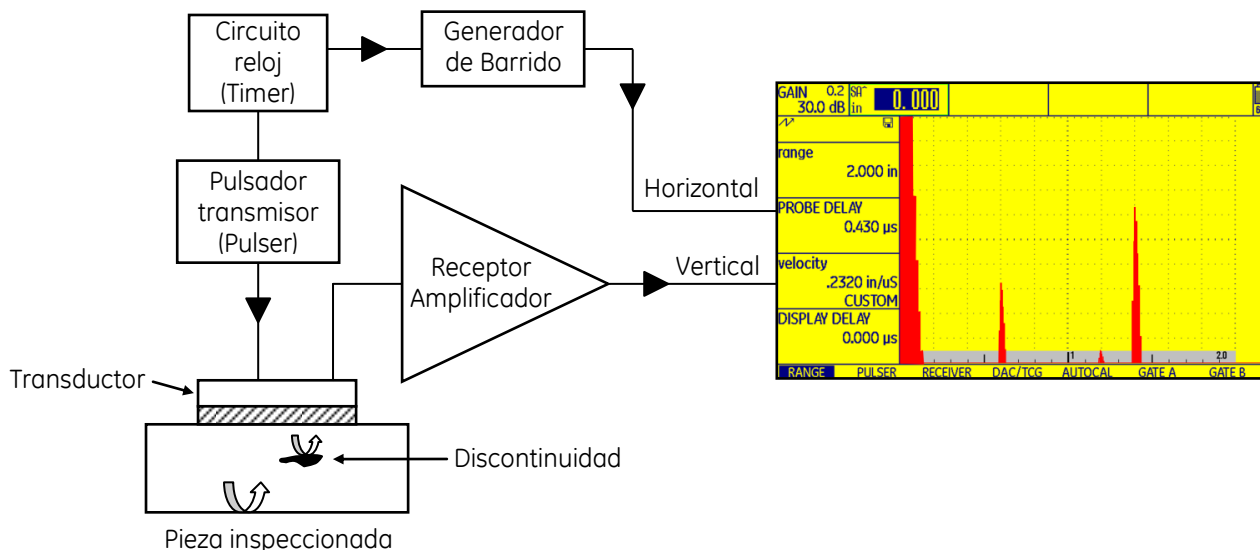 Circuito
reloj
(Timer)
Generador
de Barrido
Pulsador
transmisor
(Pulser)
Receptor
Amplificador
Horizontal
Vertical
Transductor
Discontinuidad
Pieza inspeccionada
GAIN 0.2
30.0 dB
SA^
in 0.000
range
2.000 in
PROBE DELAY
0.430 µs
velocity
.2320 in/uS
CUSTOM
DISPLAY DELAY
0.000 µs
1 2.0
RANGE PULSER RECEIVER DAC/TCG AUTOCAL GATE A GATE B